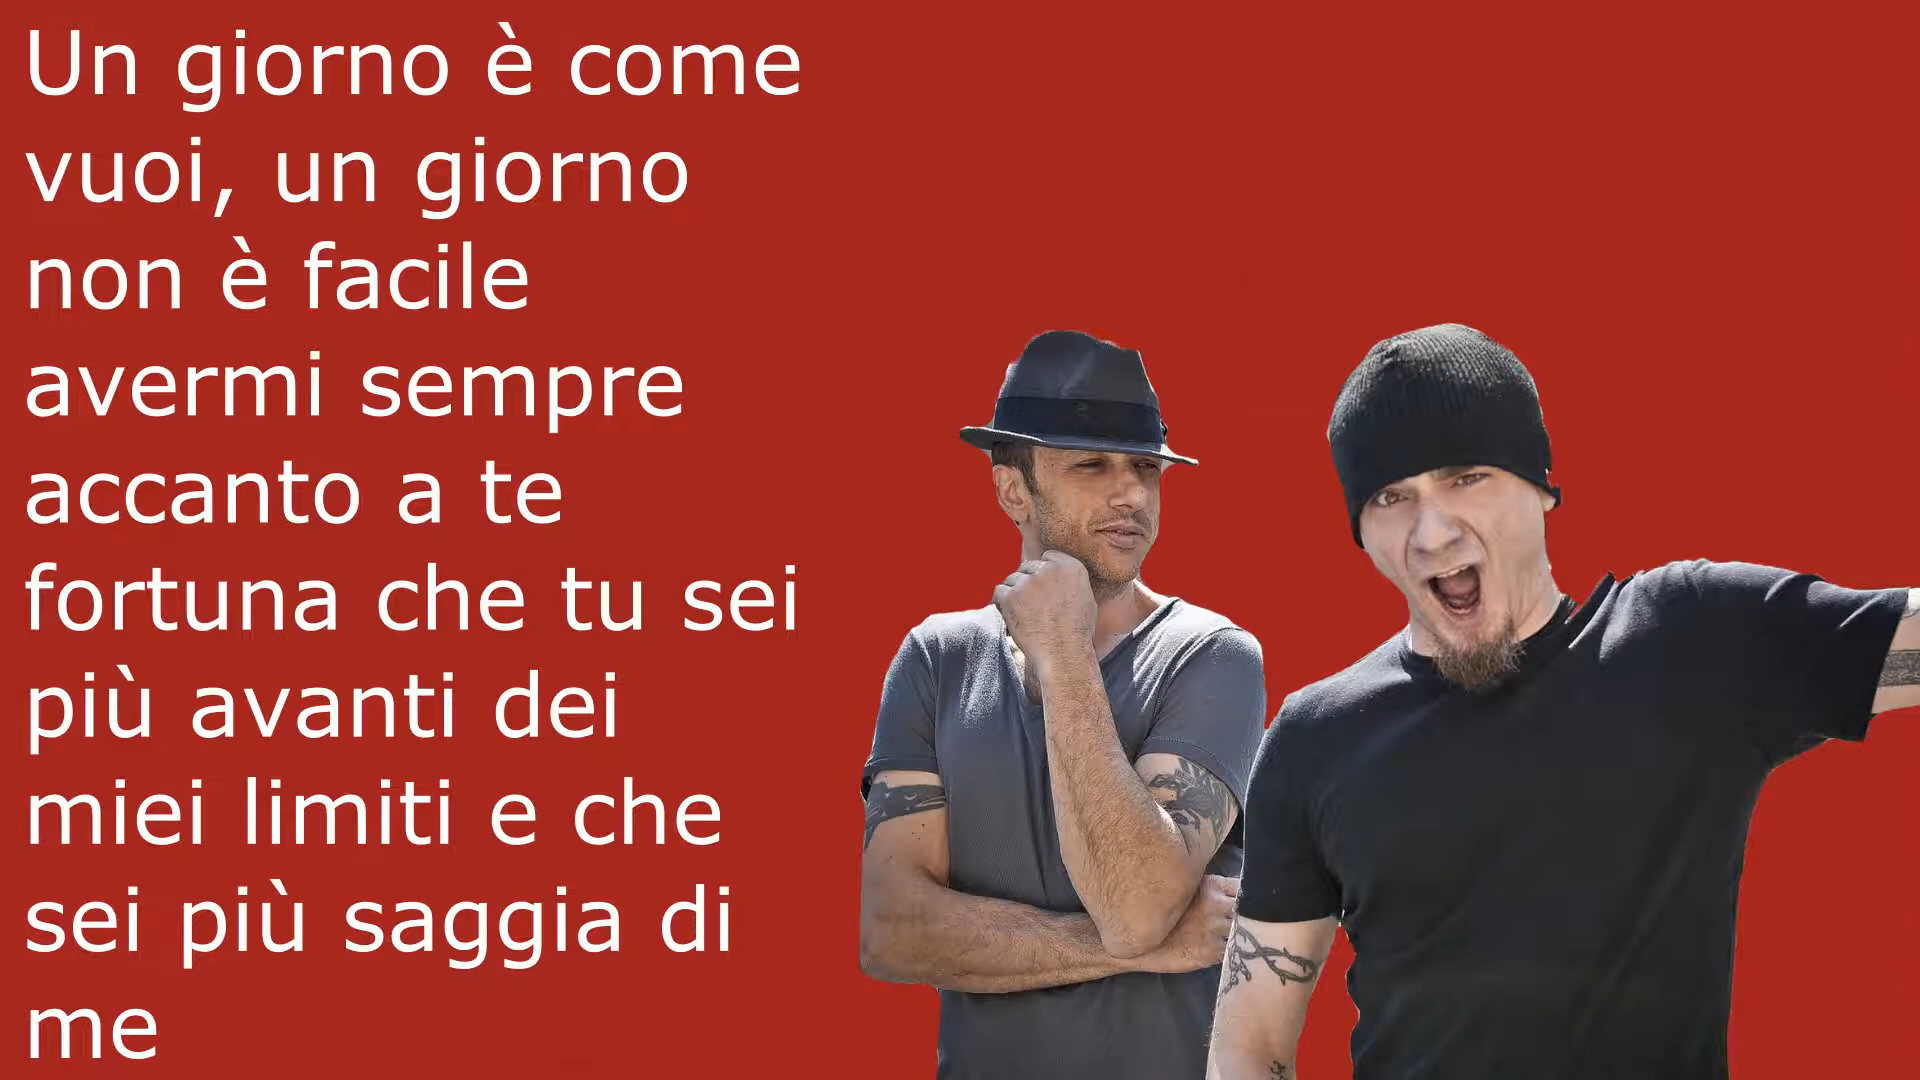 Un giorno è come
vuoi, un giorno
non è facile
avermi sempre
accanto a te
fortuna che tu sei
più avanti dei
miei limiti e che
sei più saggia di
me